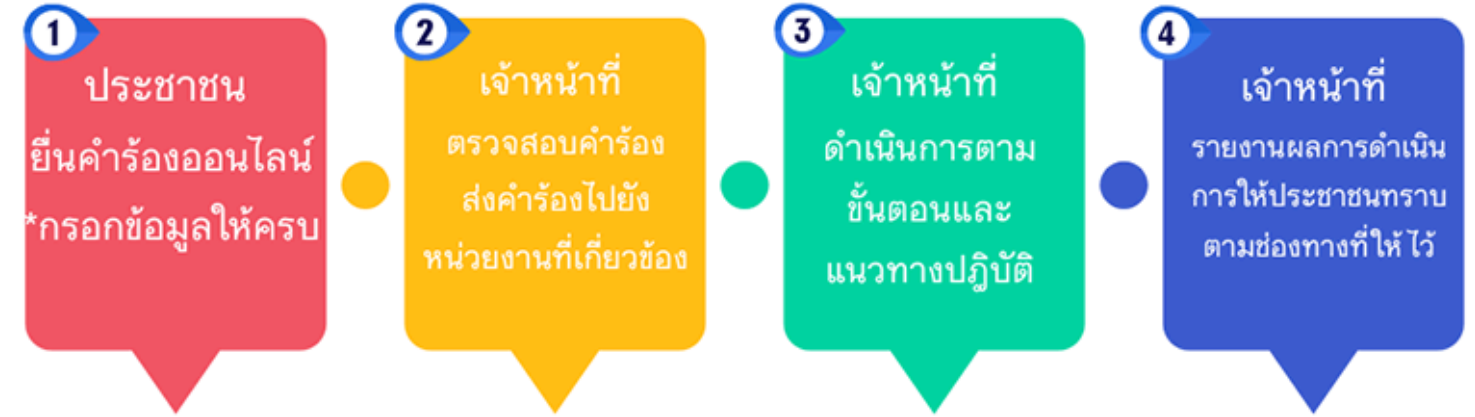 1
ประชาชน
ยื่นคำร้องออนไลน์
*กรอกข้อมูลให้ครบ
2
เจ้าหน้าที่
ตรวจสอบคำร้อง
ส่งคำร้องไปยัง
หน่วยงานที่เกี่ยวข้อง
3
เจ้าหน้าที่
ดำเนินการตาม
ขั้นตอนและ
แนวทางปฎิบัติ
4
เจ้าหน้าที่
รายงานผลการดำเนิน
การให้ประชาชนทราบ
ตามช่องทางที่ให้ไว้